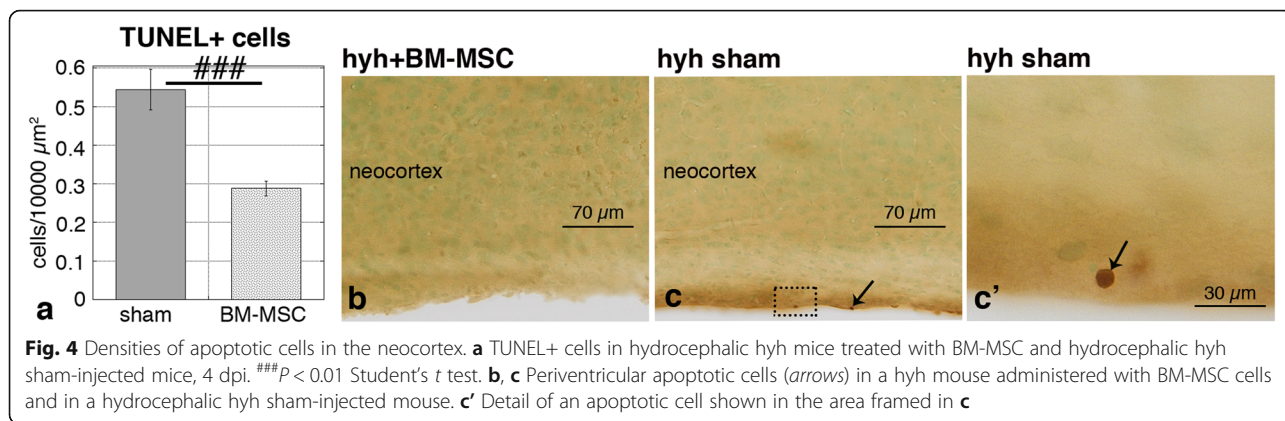 TUNEL+ cells
###
0.6
0.5
0.4
0.3
0.2
0.1
0
cells/10000 µm²
sham BM-MSC
a
hyh+BM-MSC
neocortex
70 µm
b
hyh sham
neocortex
70 µm
c
hyh sham
30 µm
c'
Fig. 4 Densities of apoptotic cells in the neocortex. a TUNEL+ cells in hydrocephalic hyh mice treated with BM-MSC and hydrocephalic hyh
sham-injected mice, 4 dpi. ###P < 0.01 Student's t test. b, c Periventricular apoptotic cells (arrows) in a hyh mouse administered with BM-MSC cells
and in a hydrocephalic hyh sham-injected mouse. c' Detail of an apoptotic cell shown in the area framed in c